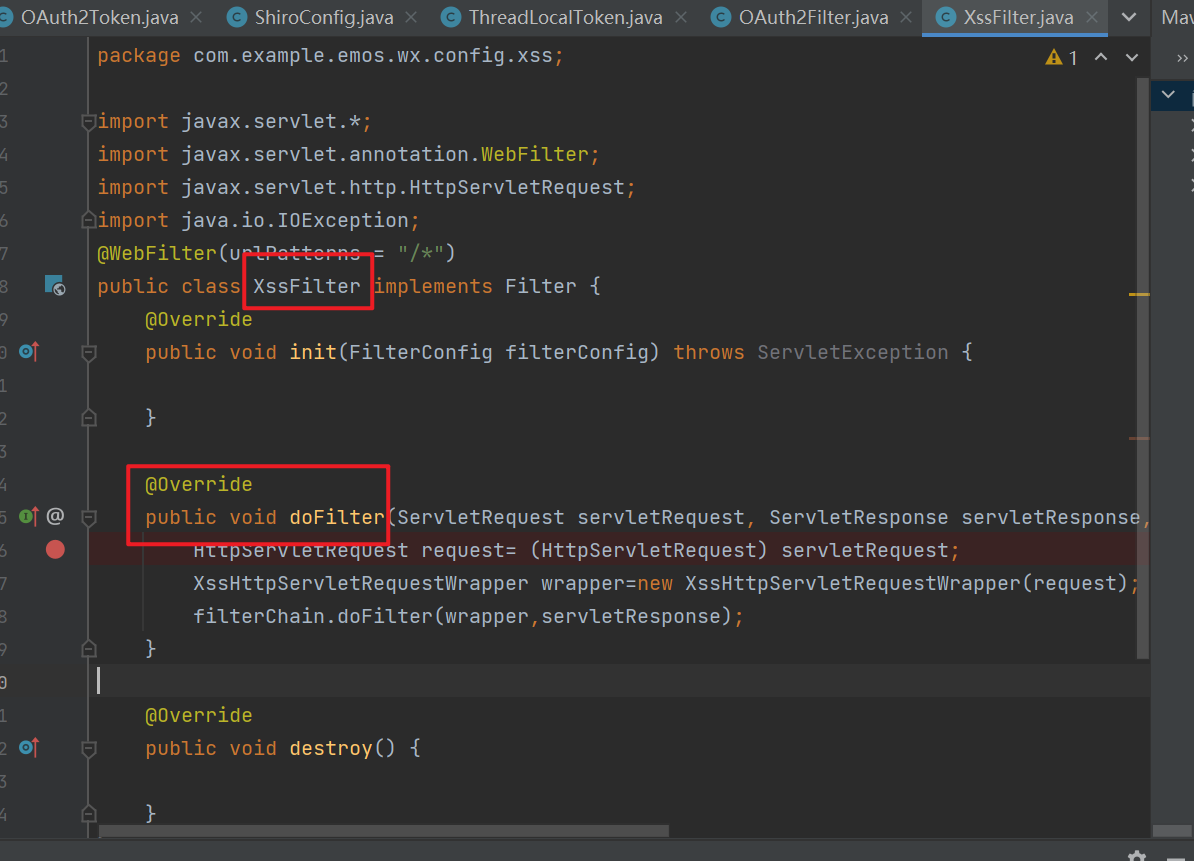 OAuth2Token.java ShiroConfig.java ThreadLocalToken.java OAuth2Filter.java XssFilter.java
1 package com.example.emos.wx.config.xss; 1
2
3 import javax.servlet.*;
4 import javax.servlet.annotation.WebFilter;
5 import javax.servlet.http.HttpServletRequest;
6 import java.io.IOException;
7 @WebFilter(urlPatterns = "/*")
8 public class XssFilter implements Filter {
9 @Override
0 public void init(FilterConfig filterConfig) throws ServletException {
1
2 }
3
4 @Override
5 public void doFilter(ServletRequest servletRequest, ServletResponse servletResponse,
6 HttpServletRequest request= (HttpServletRequest) servletRequest;
7 XssHttpServletRequestWrapper wrapper=new XssHttpServletRequestWrapper(request);
8 filterChain.doFilter(wrapper,servletResponse);
9 }
0
1 @Override
2 public void destroy() {
3
4 }